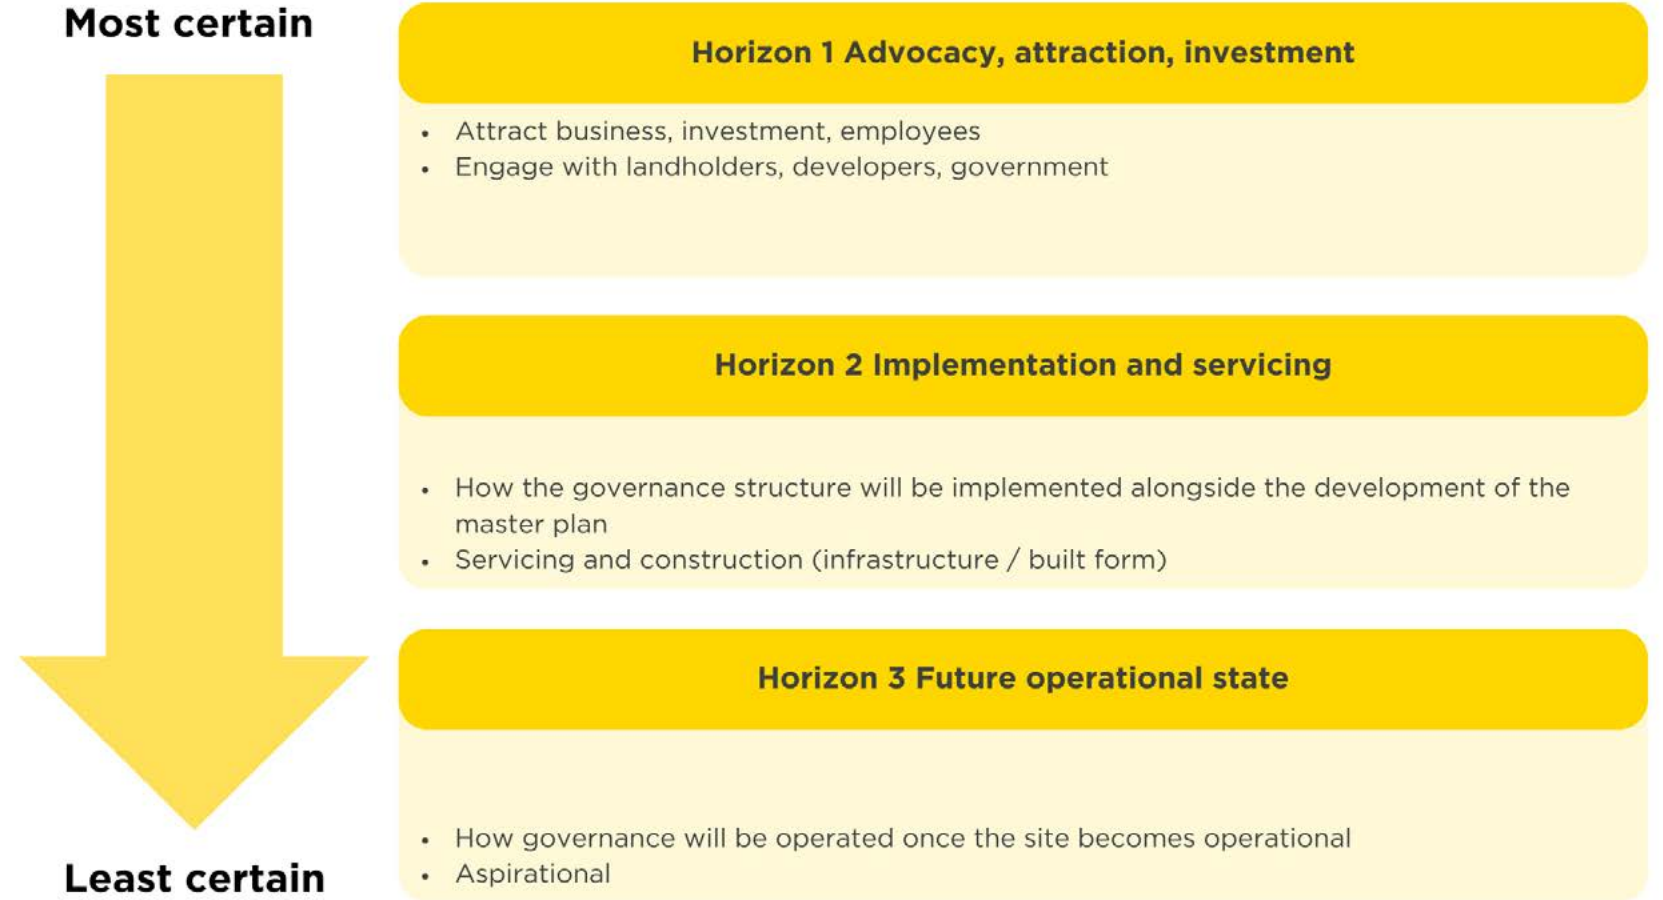 Most certain
Horizon 1 Advocacy, attraction, investment
• Attract business, investment, employees
• Engage with landholders, developers, government
Horizon 2 Implementation and servicing
• How the governance structure will be implemented alongside the development of the
master plan
• Servicing and construction (infrastructure / built form)
Horizon 3 Future operational state
• How governance will be operated once the site becomes operational
• Aspirational
Least certain